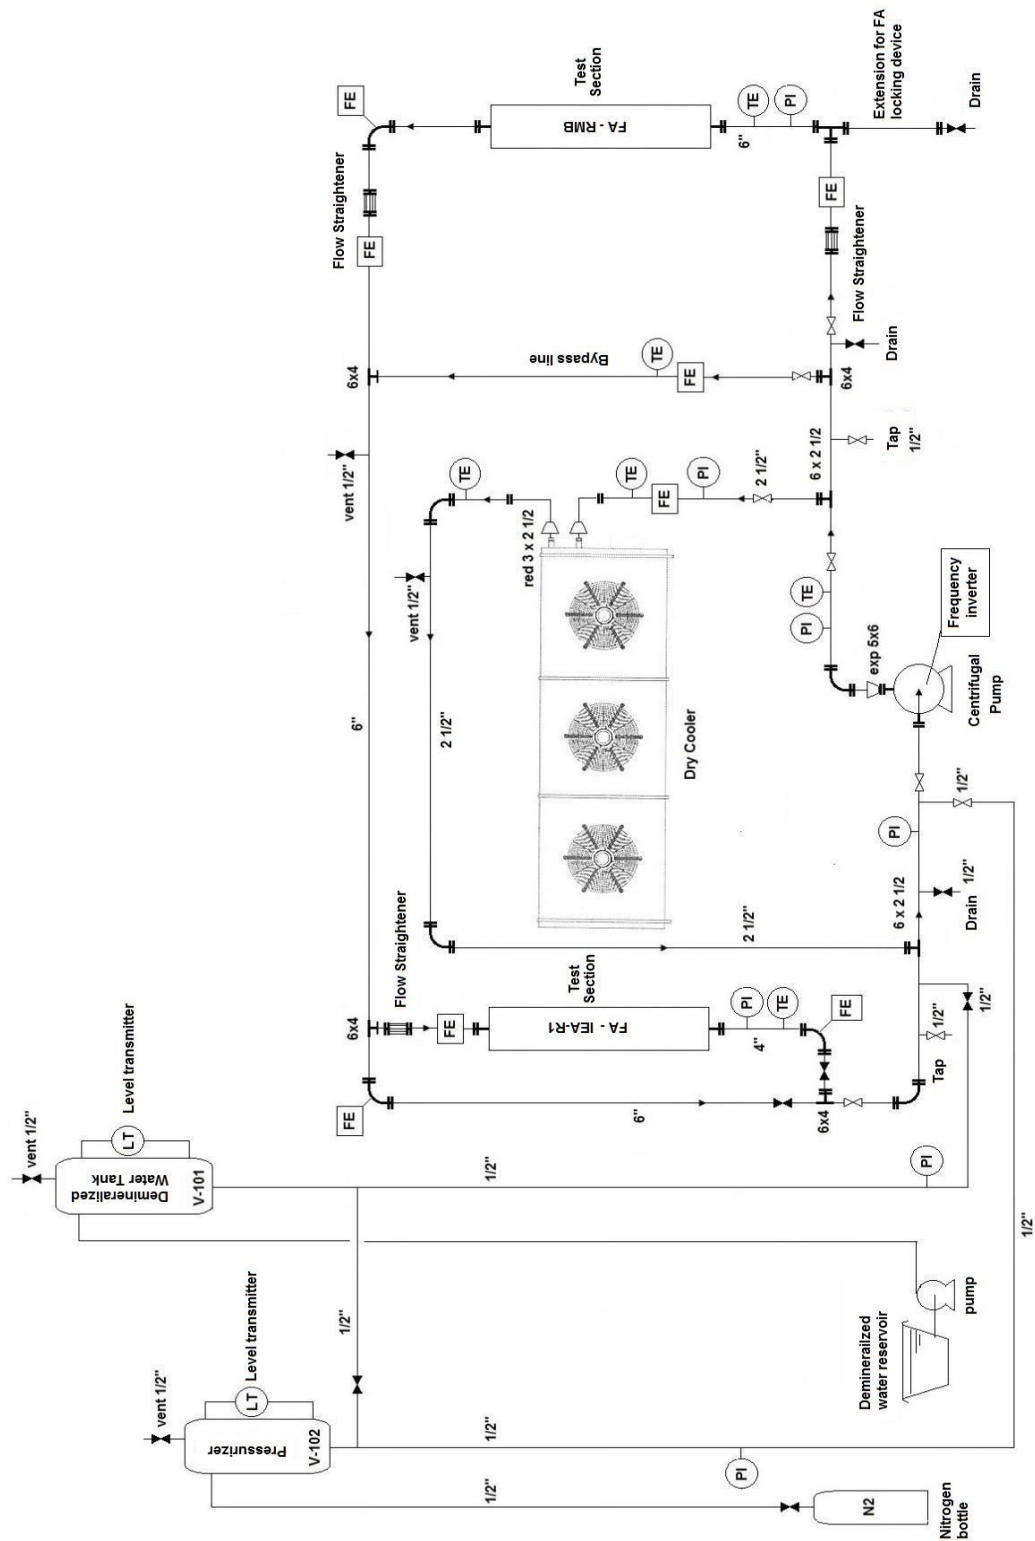 vent 1/2"
Demineralized
Water Tank
LT
Level transmitter
V-101
vent 1/2"
Pressurizer
V-102
LT
Level transmitter
1/2"
1/2"
1/2"
1/2"
FE
6x4
6"
vent 1/2"
6x4
FE
Flow Straightener
FE
Flow Straightener
FE
vent 1/2"
2 1/2"
TE
FA - IEA-R1
Test
Section
red 3 x 2 1/2
Bypass line
FA - RMB
Test
Section
6"
2 1/2"
Dry Cooler
TE
FE
PI
2 1/2"
TE
FE
6"
TE
PI
PI
4"
TE
FE
6x4
PI
N2
Nitrogen
bottle
Demineralized
water reservoir
pump
PI
Tap
1/2"
1/2"
6 x 2 1/2
Drain
1/2"
PI
1/2"
exp 5x6
PI
TE
6 x 2 1/2
Tap
1/2"
6x4
Drain
Flow Straightener
FE
Extension for FA
locking device
Drain
Centrifugal
Pump
Frequency
inverter
1/2"